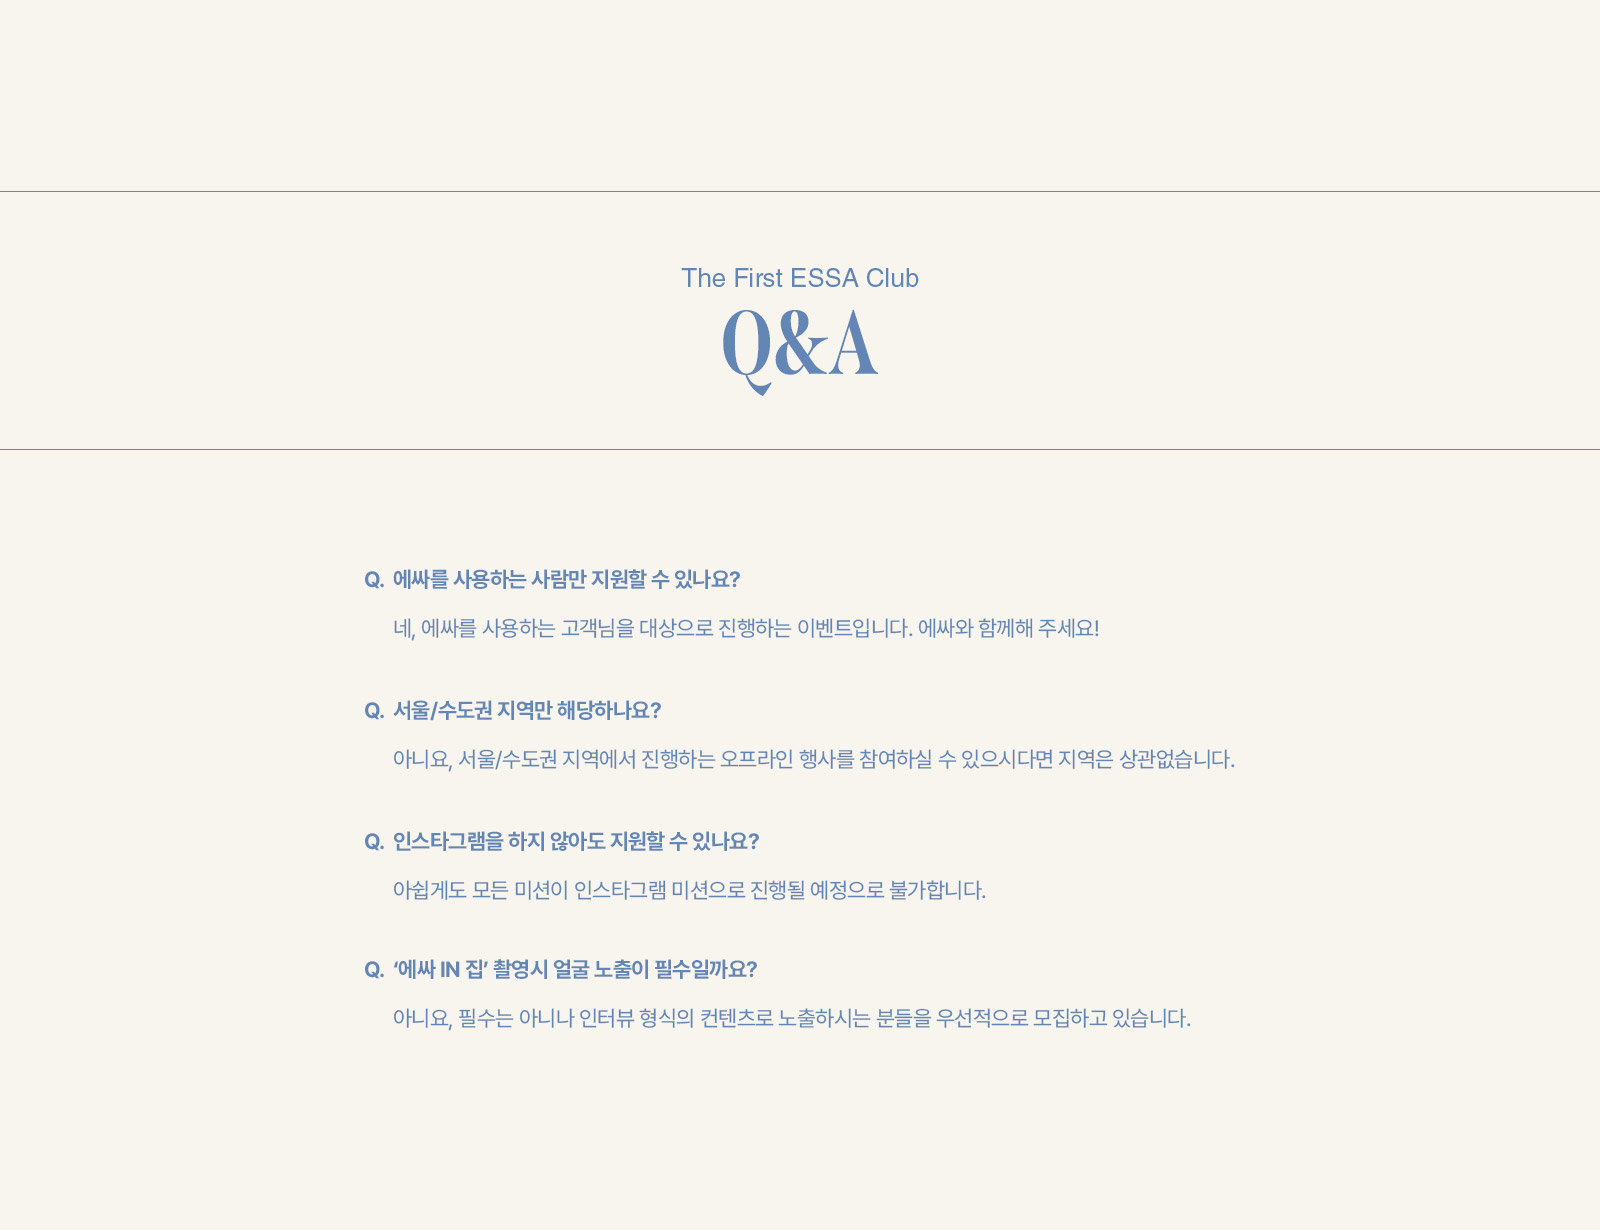 The First ESSA Club
Q&A
Q. 에싸를 사용하는 사람만 지원할 수 있나요?
네, 에싸를 사용하는 고객님을 대상으로 진행하는 이벤트입니다. 에싸와 함께해 주세요!
Q. 서울/수도권 지역만 해당하나요?
아니요, 서울/수도권 지역에서 진행하는 오프라인 행사를 참여하실 수 있으시다면 지역은 상관없습니다.
Q. 인스타그램을 하지 않아도 지원할 수 있나요?
아쉽게도 모든 미션이 인스타그램 미션으로 진행될 예정으로 불가합니다.
Q. ‘에싸 IN 집’ 촬영시 얼굴 노출이 필수일까요?
아니요, 필수는 아니나 인터뷰 형식의 컨텐츠로 노출하시는 분들을 우선적으로 모집하고 있습니다.